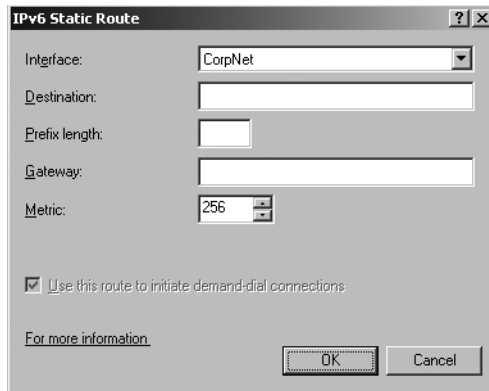 IPv6 Static Route
Interface: CorpNet
Destination:
Prefix length:
Gateway:
Metric: 256
Use this route to initiate demand-dial connections
For more information
OK Cancel